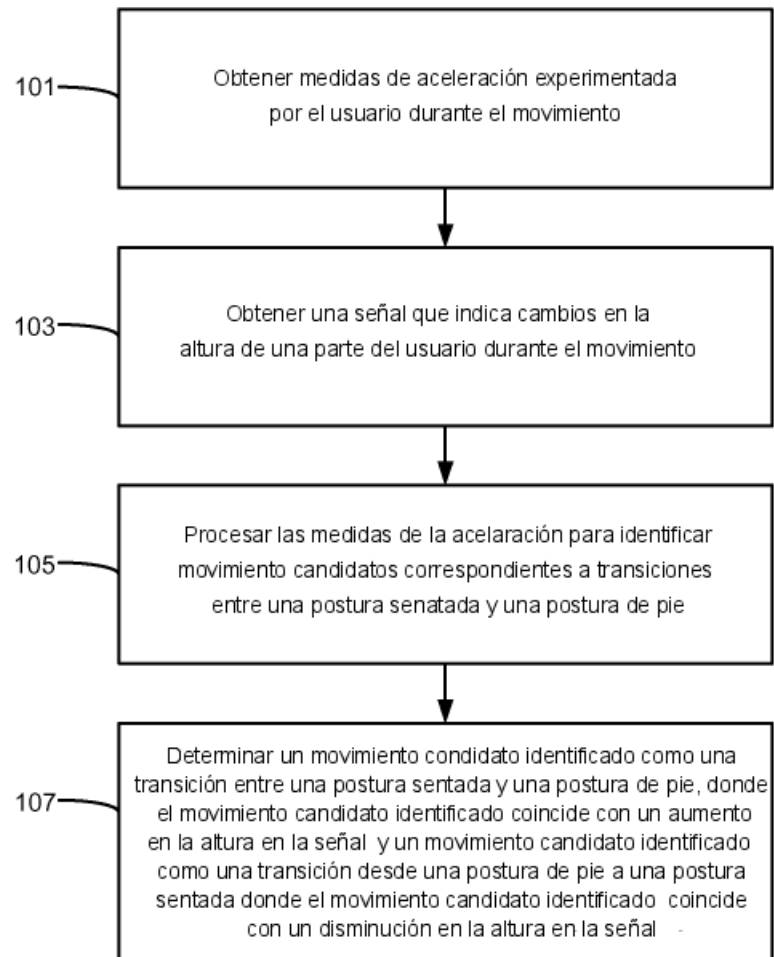 101
Obtener medidas de aceleración experimentada
por el usuario durante el movimiento
103
Obtener una señal que indica cambios en la
altura de una parte del usuario durante el movimiento
105
Procesar las medidas de la acelaración para identificar
movimiento candidatos correspondientes a transiciones
entre una postura senatada y una postura de pie
107
Determinar un movimiento condidato identificado como una
transición entre una postura sentada y una postura de pie, donde
el movimiento candidato identificado coincide con un aumento
en la altura en la señal y un movimiento candidato identificado
como una transición desde una postura de pie a una postura
sentada donde el movimiento candidato identificado coincide
con un disminución en la altura en la señal